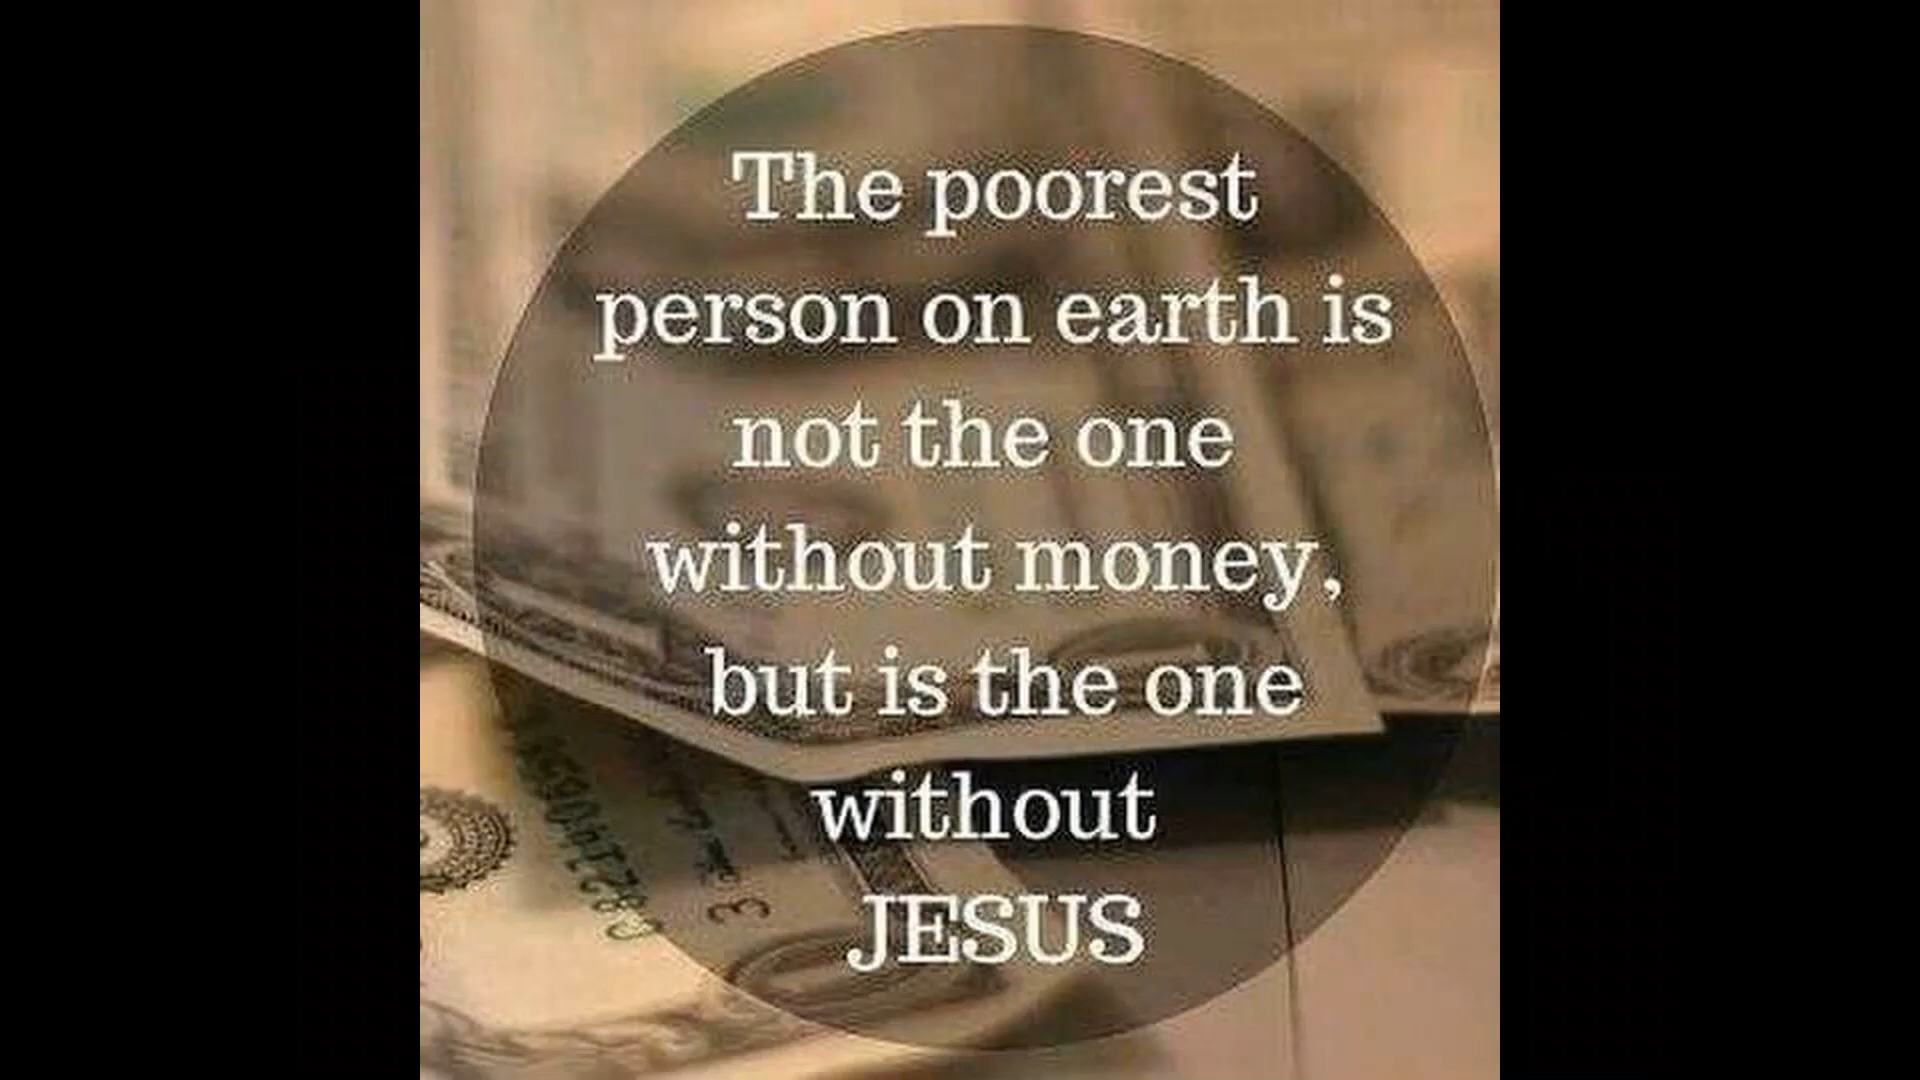 The poorest
person on earth is
not the one
without money,
but is the one
without
JESUS